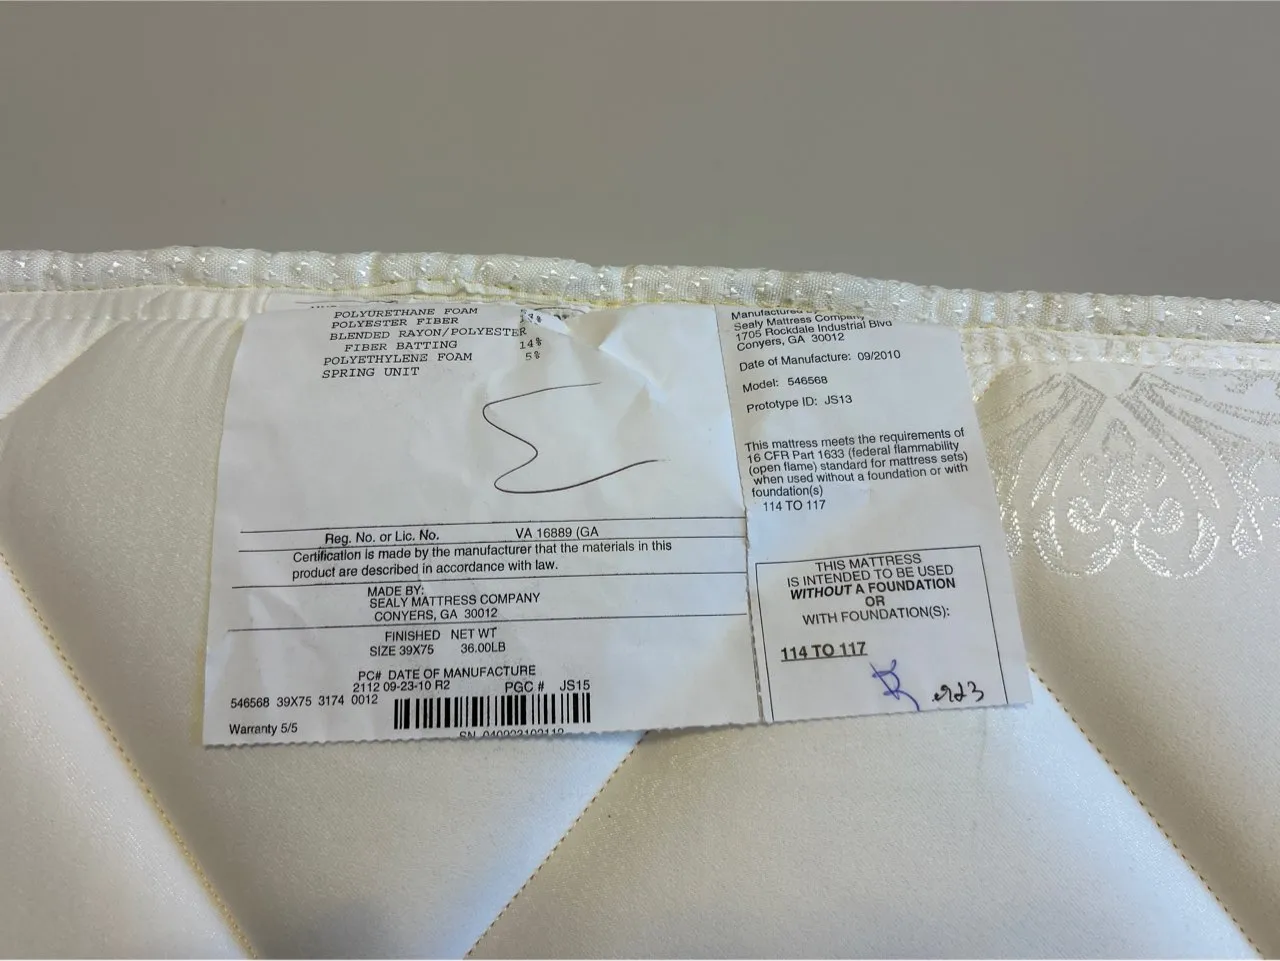 POLYURETHANE FOAM
POLYESTER FIBER
BLENDED RAYON/POLYESTER
FIBER BATTING 14%
POLYETHYLENE FOAM 5%
SPRING UNIT
Reg. No. or Lic. No. VA 16889 (GA
Certification is made by the manufacturer that the materials in this
product are described in accordance with law.
MADE BY:
SEALY MATTRESS COMPANY
CONYERS, GA 30012
FINISHED NET WT
SIZE 39X75 36.00LB
PC# DATE OF MANUFACTURE
2112 09-23-10 R2 PGC # JS15
546568 39X75 3174 0012
Warranty 5/5
Manufactured by
Sealy Mattress Company
1705 Rockdale Industrial Blvd
Conyers, GA 30012
Date of Manufacture: 09/2010
Model: 546568
Prototype ID: JS13
This mattress meets the requirements of
16 CFR Part 1633 (federal flammability
(open flame) standard for mattress sets)
when used without a foundation or with
foundation(s)
114 TO 117
THIS MATTRESS
IS INTENDED TO BE USED
WITHOUT A FOUNDATION
OR
WITH FOUNDATION(S):
114 TO 117